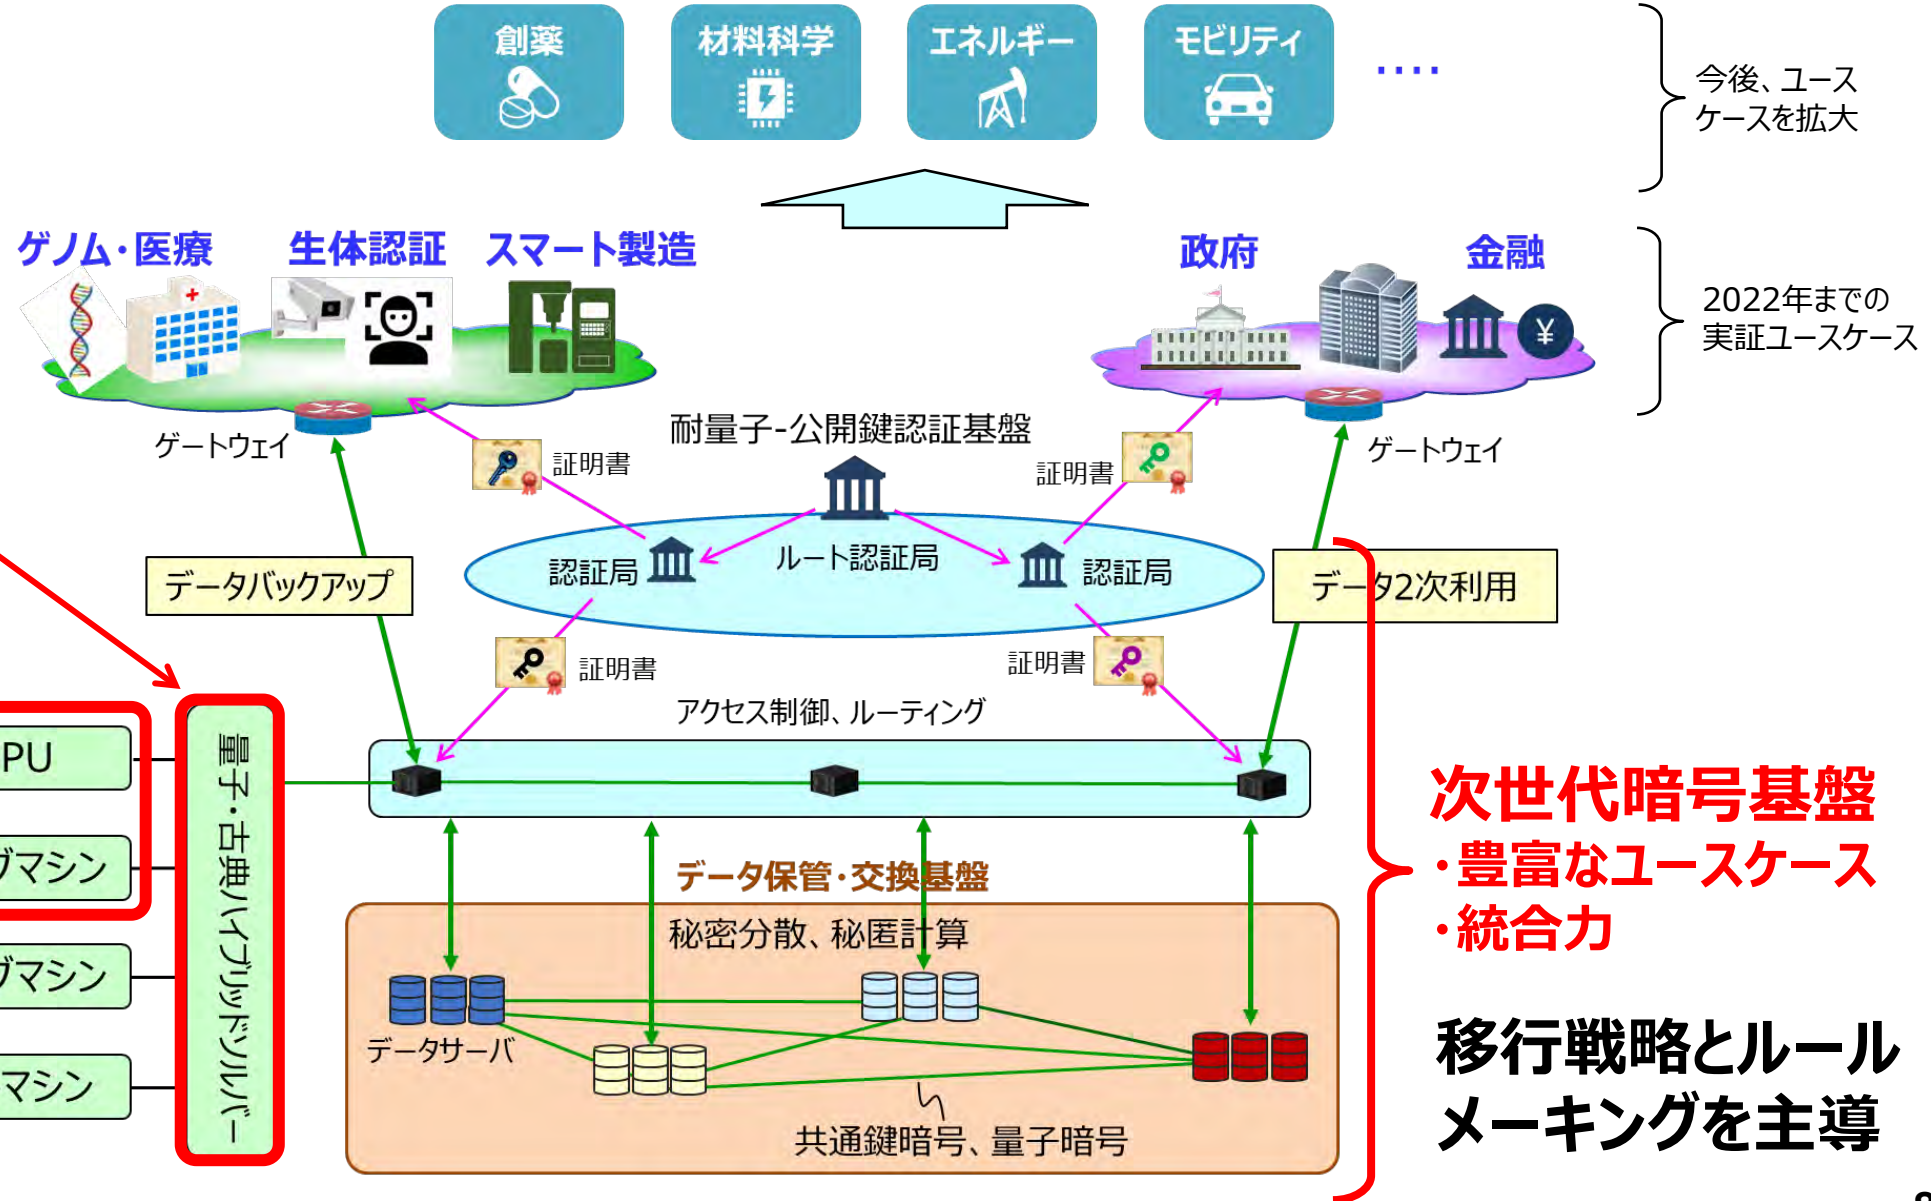 創薬
材料科学
エネルギー
モビリティ
‥‥
今後、ユース
ケースを拡大
ゲノム・医療
生体認証
スマート製造
政府
金融
¥
2022年までの
実証ユースケース
ゲートウェイ
耐量子-公開鍵認証基盤
ゲートウェイ
証明書
証明書
認証局
ルート認証局
認証局
データバックアップ
データ2次利用
証明書
証明書
アクセス制御、ルーティング
PU
マシン
マシン
マシン
量子・古典ハイブリッドソルバー
データ保管・交換基盤
秘密分散、秘匿計算
データサーバ
共通鍵暗号、量子暗号
次世代暗号基盤
・豊富なユースケース
・統合力
移行戦略とルール
メーキングを主導